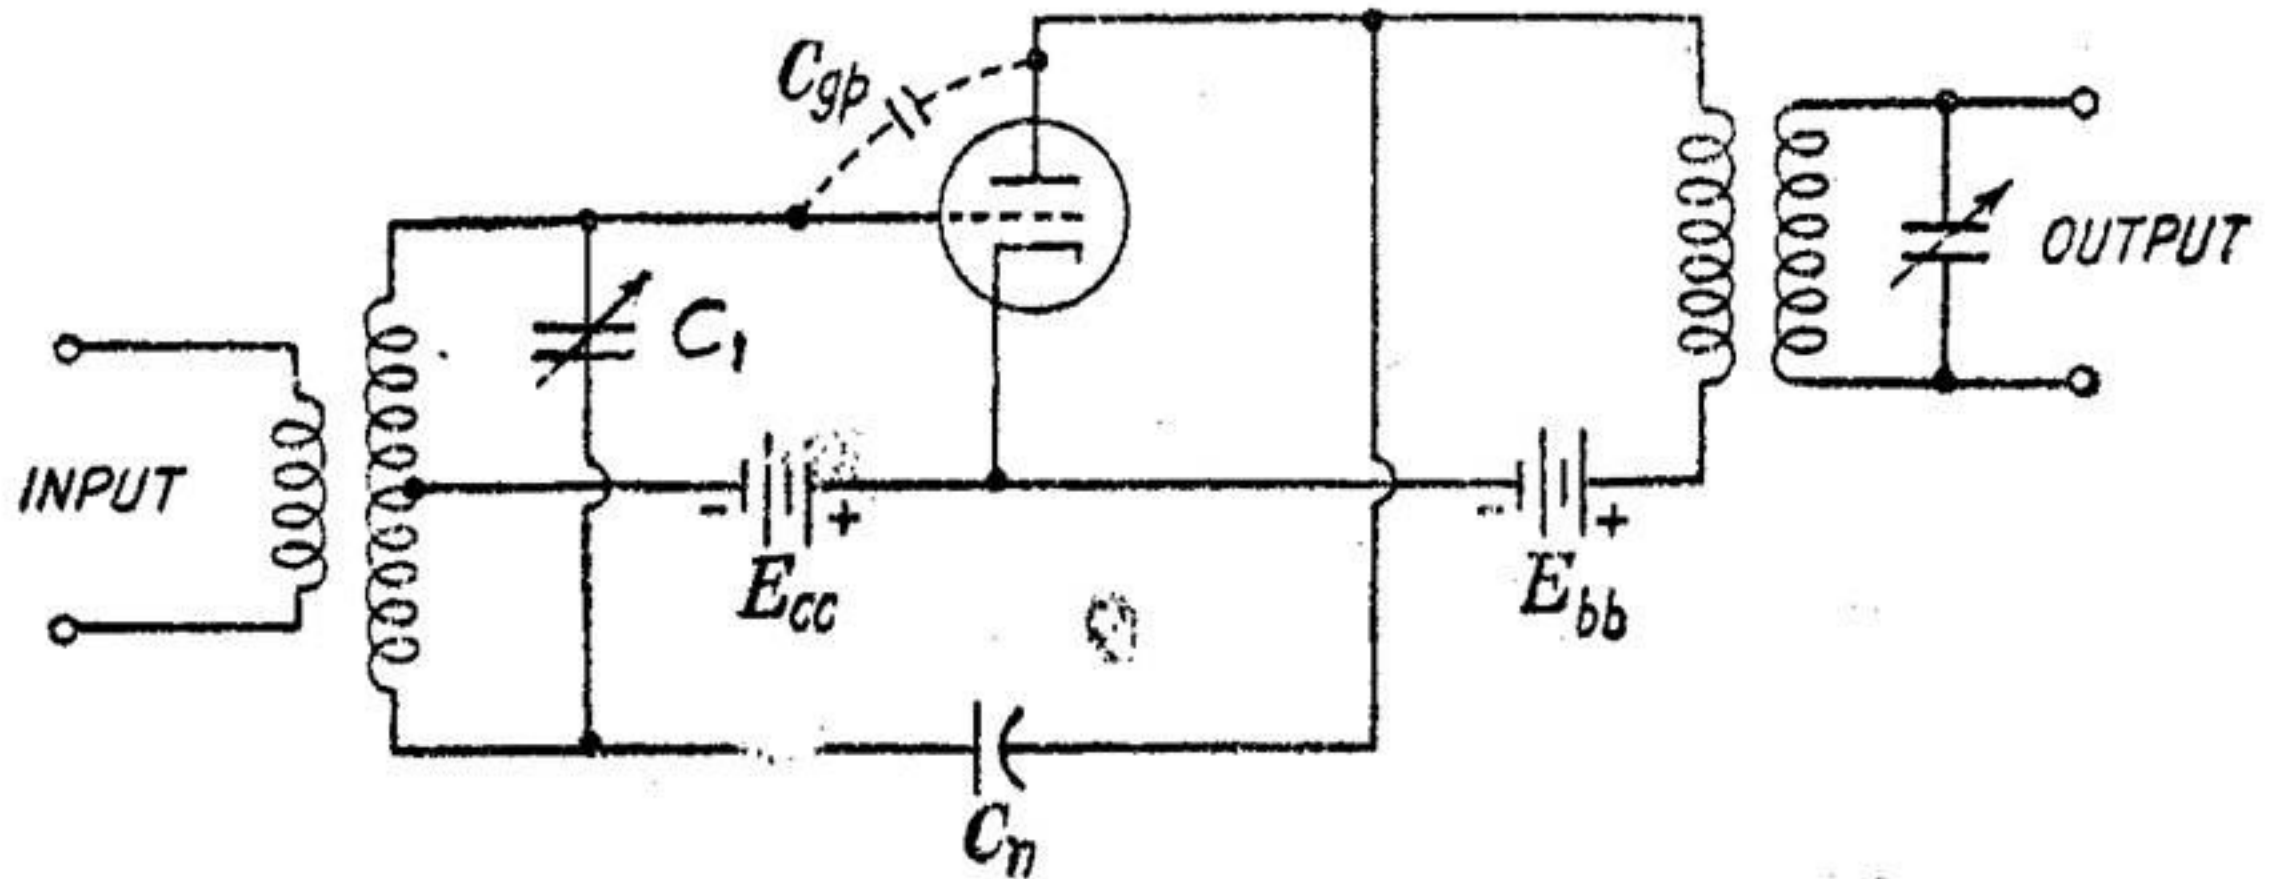 Cgp
C1
OUTPUT
INPUT
- +
Ecc
- +
Ebb
Cn